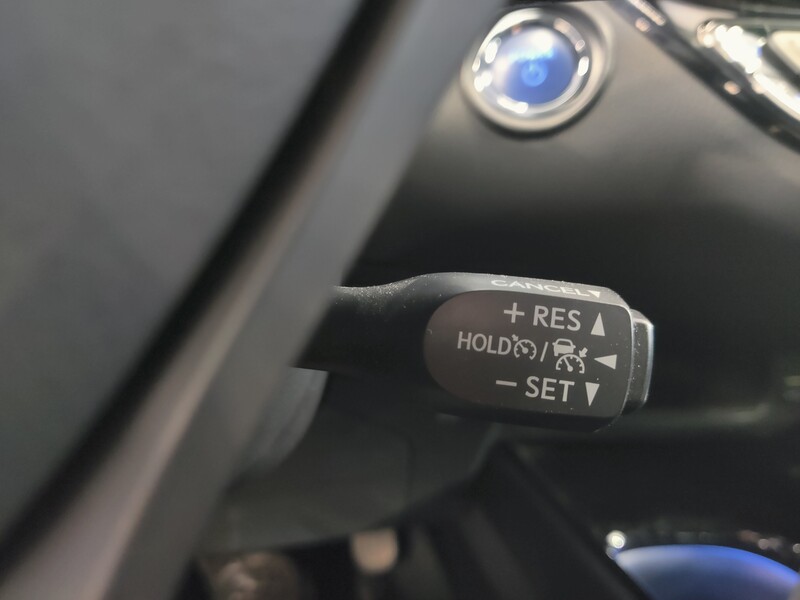 CANCEL▼
+ RES ▲
HOLD / ◀
− SET ▼